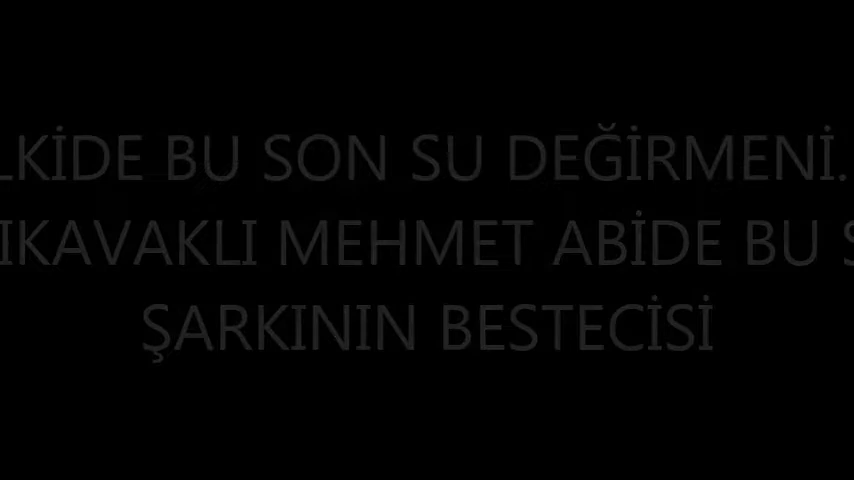 LKİDE BU SON SU DEĞİRMENİ.
IKAVAKLI MEHMET ABİDE BU S
ŞARKININ BESTECİSİ